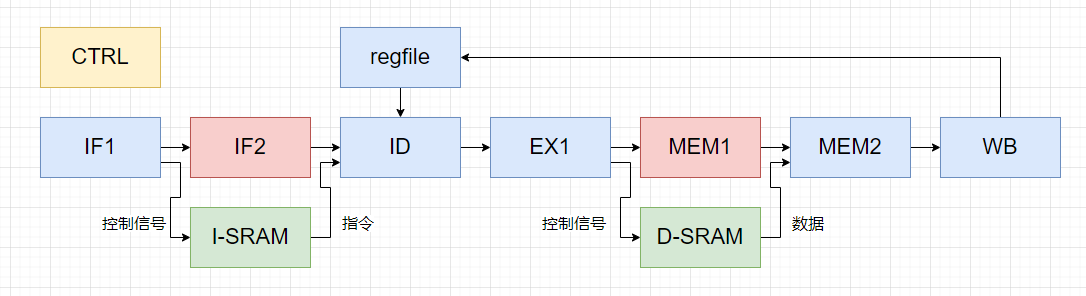 CTRL
regfile
IF1
IF2
ID
EX1
MEM1
MEM2
WB
控制信号
I-SRAM
指令
控制信号
D-SRAM
数据